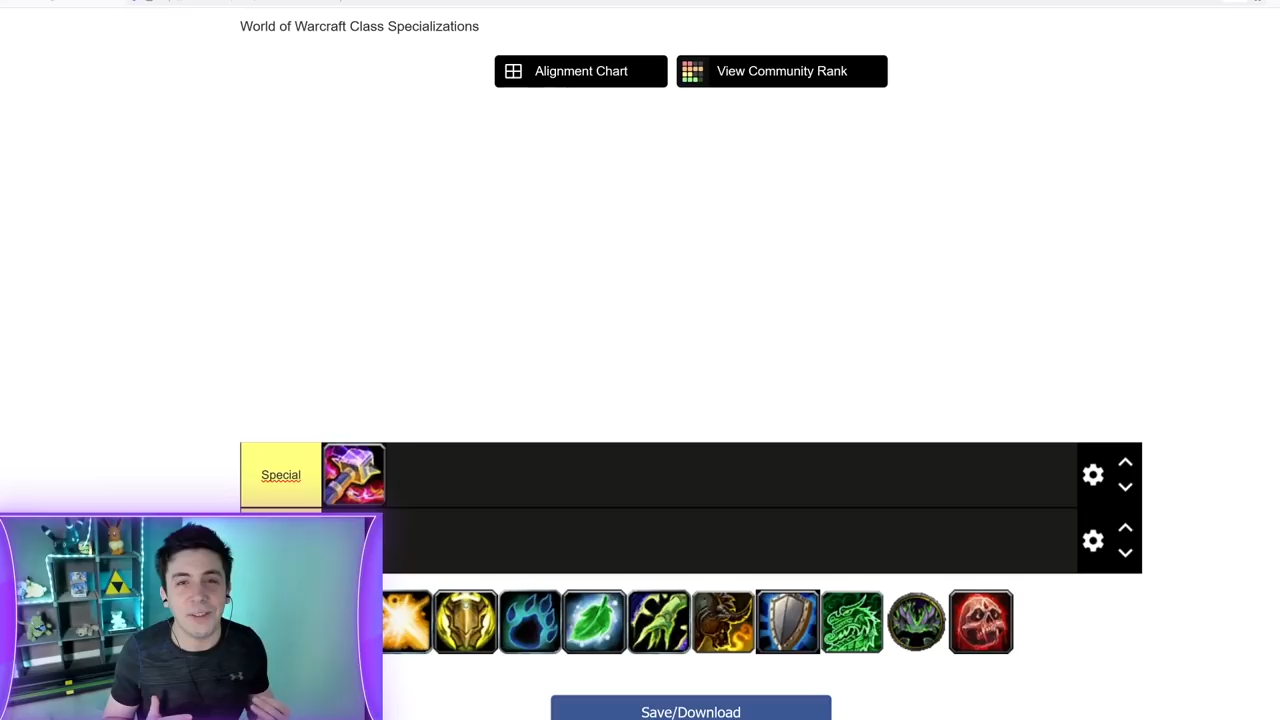 World of Warcraft Class Specializations
Alignment Chart
View Community Rank
Special
Save/Download